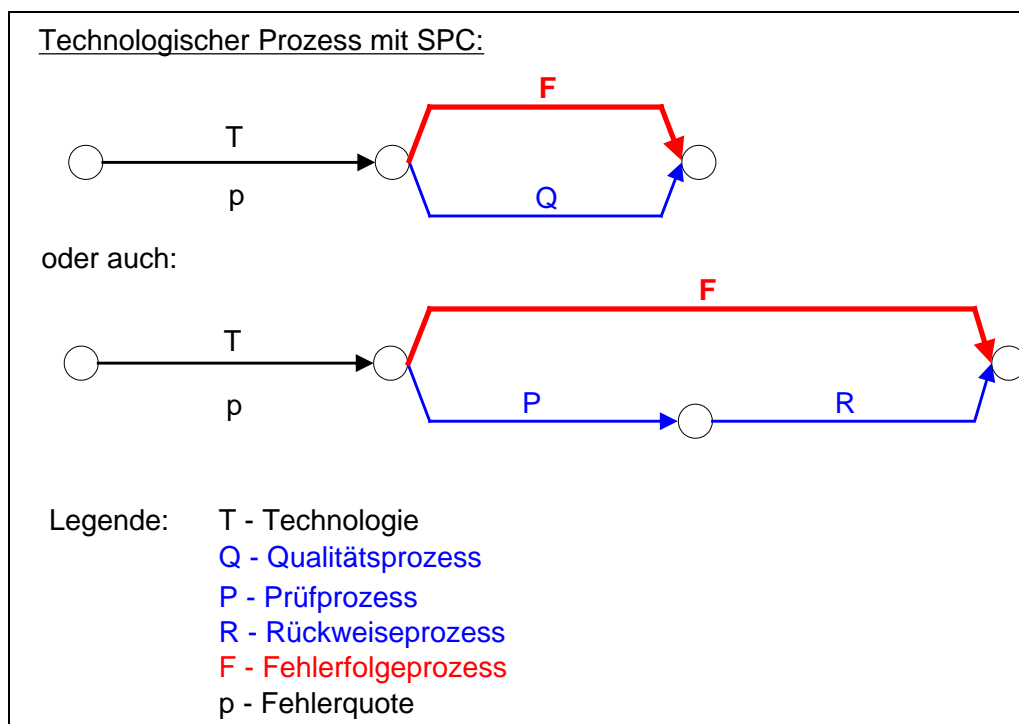 Technologischer Prozess mit SPC:
F
T
p
Q
oder auch:
F
T
p
P
R
Legende:
T - Technologie
Q - Qualitätsprozess
P - Prüfprozess
R - Rückweiseprozess
F - Fehlerfolgeprozess
p - Fehlerquote